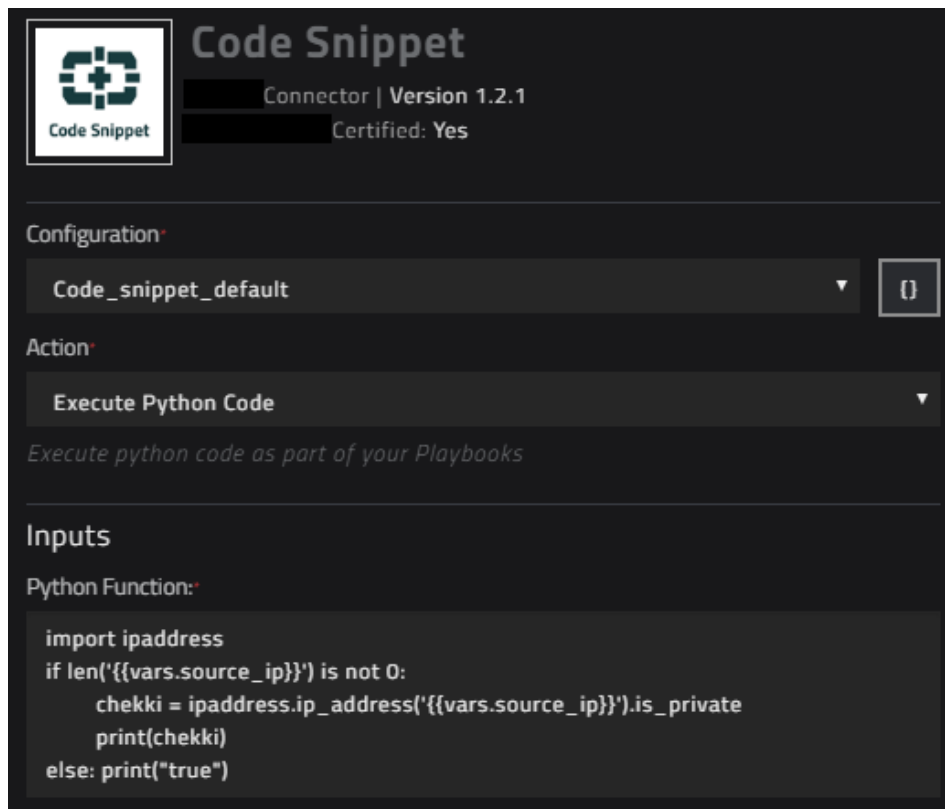 Code Snippet
Code Snippet
Connector | Version 1.2.1
Certified: Yes
Configuration*
Code_snippet_default
{}
Action*
Execute Python Code
Execute python code as part of your Playbooks
Inputs
Python Function:*
import ipaddress
if len('{{vars.source_ip}}') is not 0:
     chekki = ipaddress.ip_address('{{vars.source_ip}}').is_private
     print(chekki)
else: print("true")